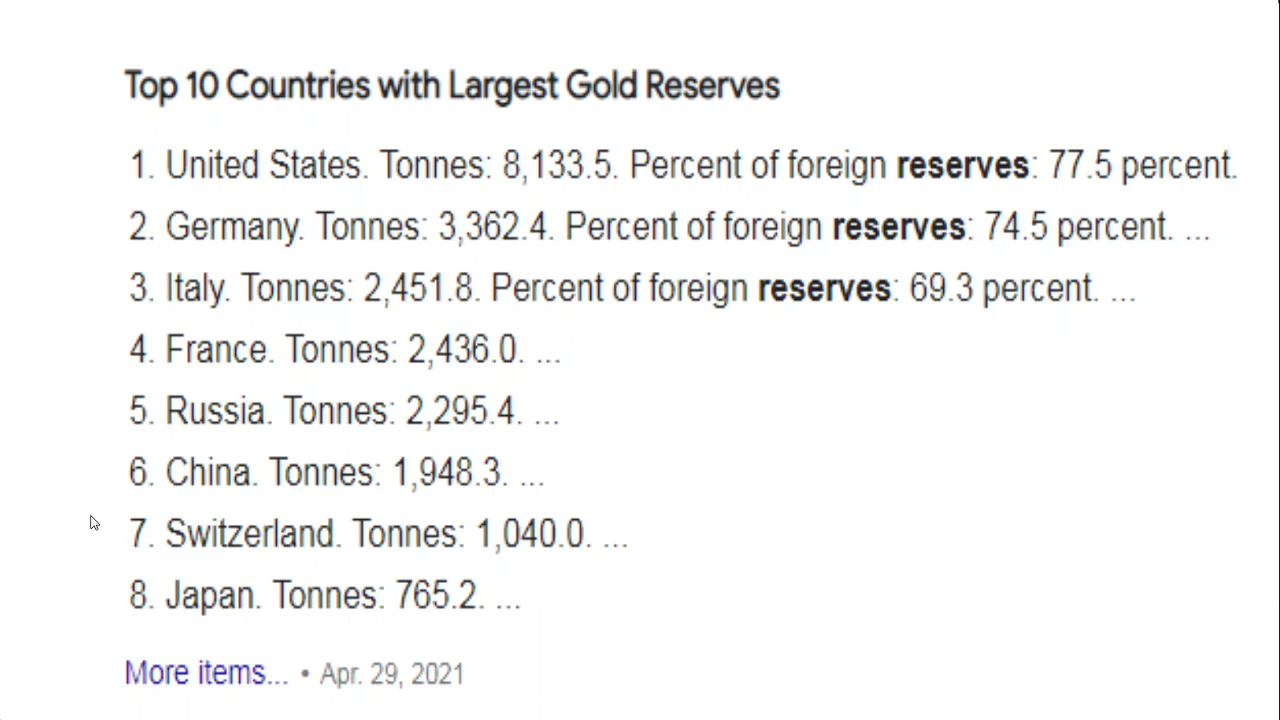 Top 10 Countries with Largest Gold Reserves
1. United States. Tonnes: 8,133.5. Percent of foreign reserves: 77.5 percent.
2. Germany. Tonnes: 3,362.4. Percent of foreign reserves: 74.5 percent. ...
3. Italy. Tonnes: 2,451.8. Percent of foreign reserves: 69.3 percent. ...
4. France. Tonnes: 2,436.0. ...
5. Russia. Tonnes: 2,295.4. ...
6. China. Tonnes: 1,948.3. ...
7. Switzerland. Tonnes: 1,040.0. ...
8. Japan. Tonnes: 765.2. ...
More items... • Apr. 29, 2021